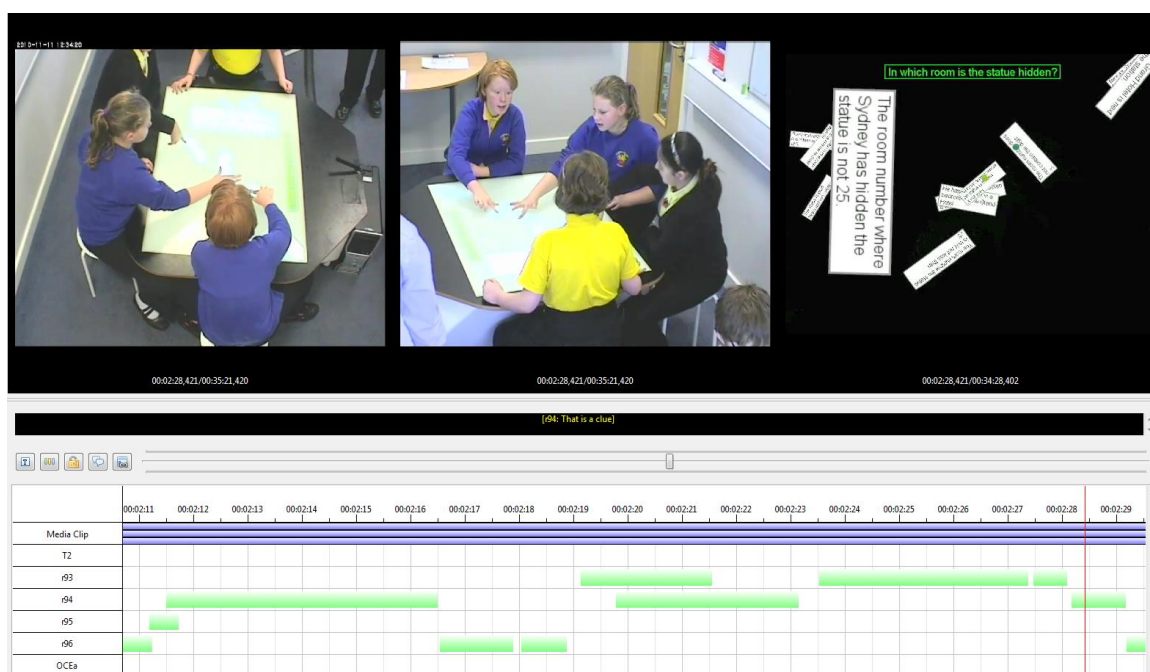 2010-11-11 12:34:20
In which room is the statue hidden?
The room number where
Sydney has hidden the
statue is not 25.
00:02:28,421/00:35:21,420
00:02:28,421/00:35:21,420
00:02:28,421/00:34:28,402
[r94: That is a clue]
00:02:11 00:02:12 00:02:13 00:02:14 00:02:15 00:02:16 00:02:17 00:02:18 00:02:19 00:02:20 00:02:21 00:02:22 00:02:23 00:02:24 00:02:25 00:02:26 00:02:27 00:02:28 00:02:29
Media Clip
T2
r93
r94
r95
r96
OCEa